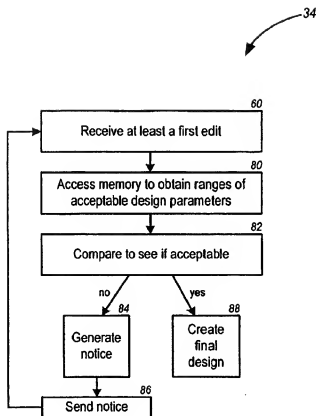 34
60
Receive at least a first edit
80
Access memory to obtain ranges of
acceptable design parameters
82
Compare to see if acceptable
no
yes
84
Generate
notice
88
Create
final
design
86
Send notice